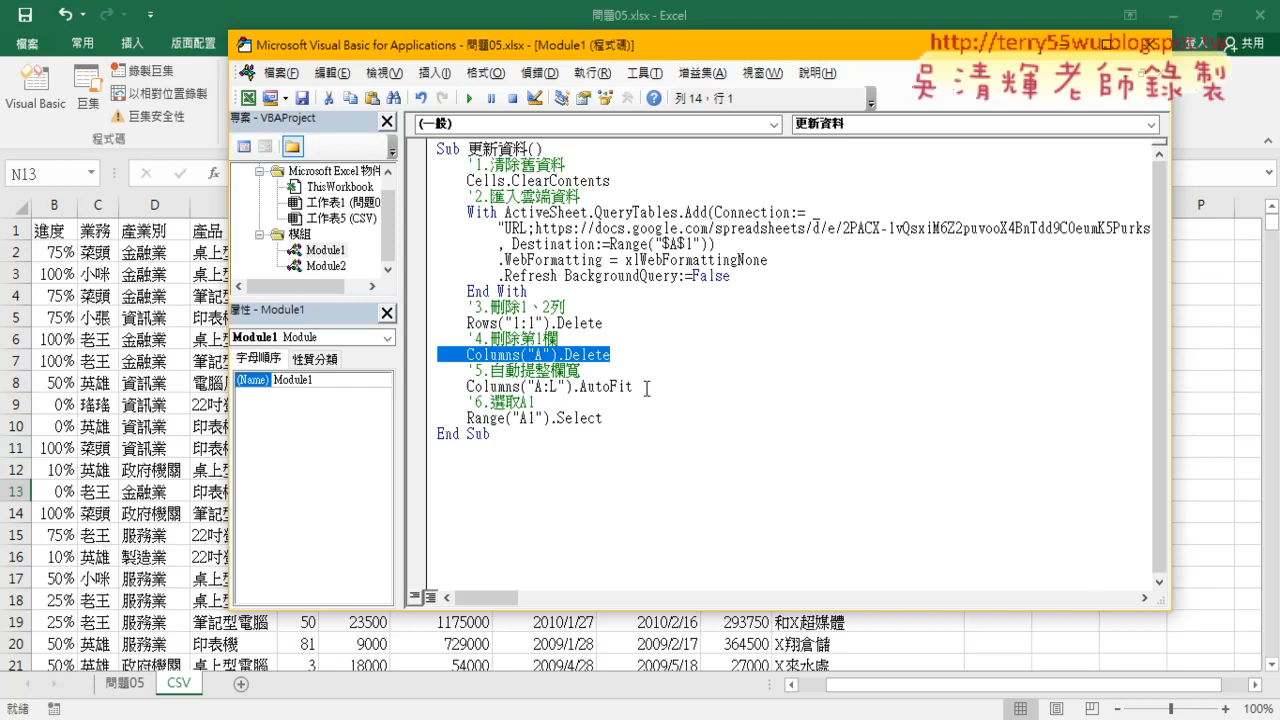 問題05.xlsx - Excel
檔案 常用 插入 版面配置 共用
Visual Basic 巨集 錄製巨集
以相對位置錄製
巨集安全性
程式碼
Microsoft Visual Basic for Applications - 問題05.xlsx - [Module1 (程式碼)]
http://terry55wu.blogspot.tw
吳清輝老師錄製
檔案(F) 編輯(E) 檢視(V) 插入(I) 格式(O) 偵錯(D) 執行(R) 工具(T) 增益集(A) 視窗(W) 說明(H)
列 14，行 1
專案 - VBAProject
Microsoft Excel 物件
ThisWorkbook
工作表1 (問題0
工作表5 (CSV)
模組
Module1
Module2
屬性 - Module1
Module1 Module
字母順序 性質分類
(Name) Module1
(一般) 更新資料
Sub 更新資料()
'1.清除舊資料
Cells.ClearContents
'2.匯入雲端資料
With ActiveSheet.QueryTables.Add(Connection:= _
"URL;https://docs.google.com/spreadsheets/d/e/2PACX-1vQsxiM6Z2puvooX4BnTdd9C0eumK5Purks
, Destination:=Range("$A$1"))
.WebFormatting = xlWebFormattingNone
.Refresh BackgroundQuery:=False
End With
'3.刪除1、2列
Rows("1:1").Delete
'4.刪除第1欄
Columns("A").Delete
'5.自動提整欄寬
Columns("A:L").AutoFit
'6.選取A1
Range("A1").Select
End Sub
N13 fx
B C D P
1 進度 業務 產業別 產品
2 75% 菜頭 金融業 桌上型
3 100% 小咪 金融業 桌上型
4 75% 菜頭 金融業 筆記型
5 75% 小張 資訊業 印表機
6 100% 老王 金融業 桌上型
7 100% 老王 金融業 筆記型
8 50% 英雄 資訊業 電腦
9 0% 瑤瑤 資訊業 22吋
10 0% 英雄 資訊業 印表機
11 100% 菜頭 資訊業 桌上型
12 10% 英雄 政府機關 桌上型
13 0% 老王 金融業 印表機
14 100% 菜頭 政府機關 筆記型
15 75% 老王 服務業 22吋
16 10% 英雄 製造業 22吋
17 50% 小咪 服務業 桌上型
18 25% 老王 服務業 印表機
19 25% 老王 服務業 筆記型電腦 50 23500 1175000 2010/1/27 2010/2/16 293750 和X超媒體
20 50% 英雄 服務業 印表機 81 9000 729000 2009/1/28 2009/2/17 364500 X翔倉儲
21 50% 英雄 政府機關 桌上型電腦 3 18000 54000 2009/4/28 2009/5/18 27000 X來水處
問題05 CSV
就緒 100%